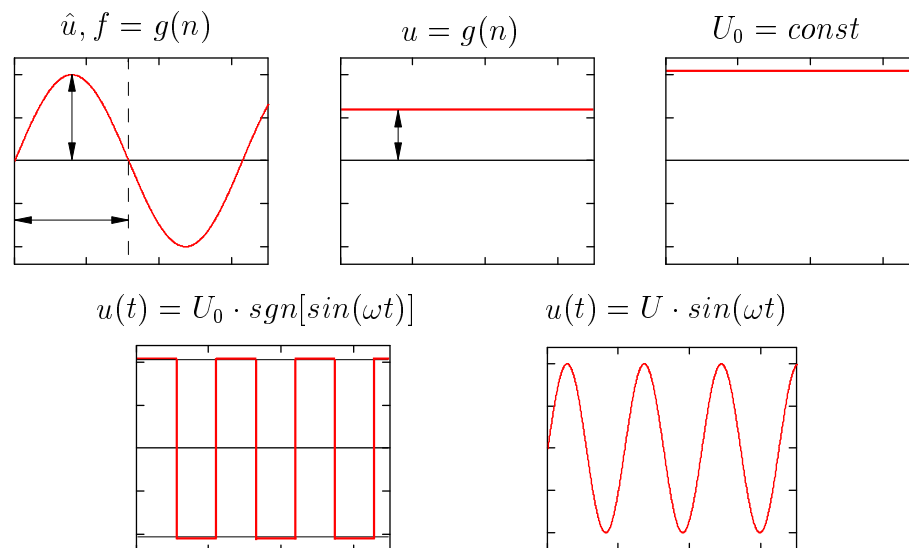 û, f = g(n)
u = g(n)
U₀ = const
u(t) = U₀ · sgn[sin(ωt)]
u(t) = U · sin(ωt)